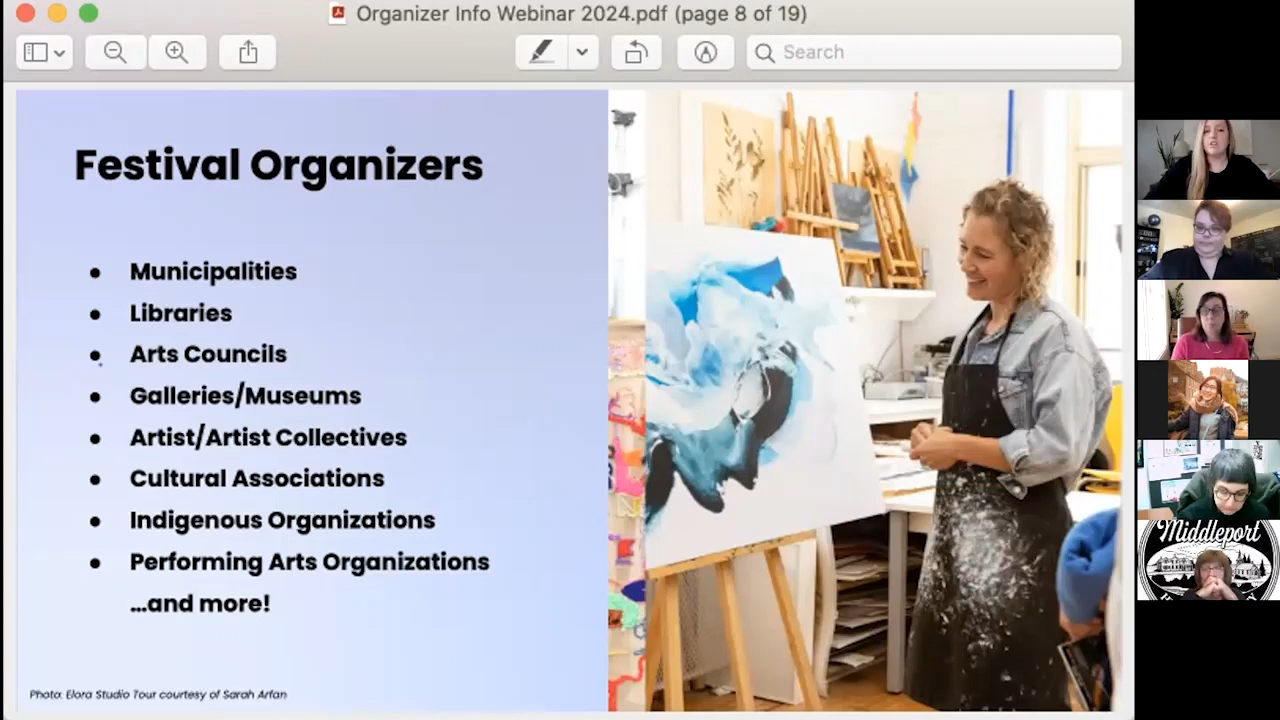 Organizer Info Webinar 2024.pdf (page 8 of 19)
Search
Festival Organizers
● Municipalities
● Libraries
● Arts Councils
● Galleries/Museums
● Artist/Artist Collectives
● Cultural Associations
● Indigenous Organizations
● Performing Arts Organizations
...and more!
Photo: Elora Studio Tour courtesy of Sarah Arfan
Middleport